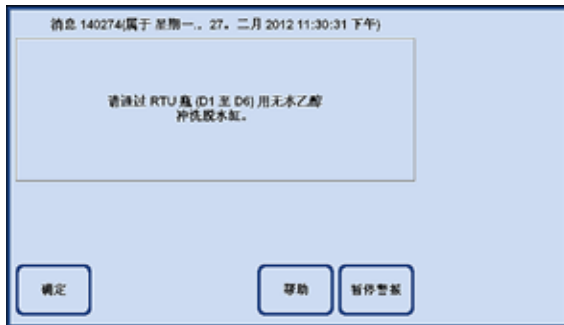 消息 140274(属于 星期一.。27。二月 2012 11:30:31 下午)
请通过 RTU 瓶 (D1 至 D6) 用无水乙醇
冲洗脱水缸。
确定
帮助
暂停警报